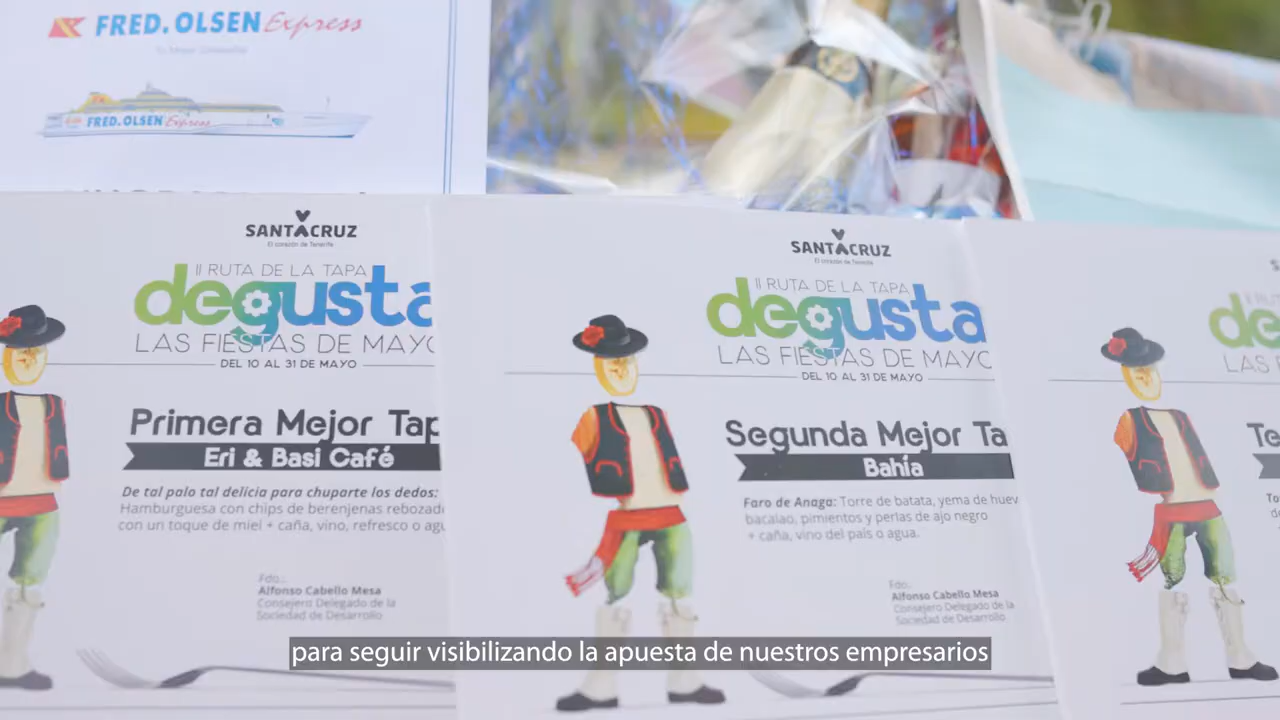 FRED. OLSEN Express
FRED. OLSEN Express
SANTACRUZ
El corazón de Tenerife
II RUTA DE LA TAPA
degusta
LAS FIESTAS DE MAYO
DEL 10 AL 31 DE MAYO
Primera Mejor Tap
Eri & Basi Café
De tal palo tal delicia para chuparte los dedos:
Hamburguesa con chips de berenjenas rebozado
con un toque de miel + caña, vino, refresco o agu
Fdo.:
Alfonso Cabello Mesa
Consejero Delegado de la
Sociedad de Desarrollo
SANTACRUZ
El corazón de Tenerife
II RUTA DE LA TAPA
degusta
LAS FIESTAS DE MAYO
DEL 10 AL 31 DE MAYO
Segunda Mejor Ta
Bahía
Faro de Anaga: Torre de batata, yema de huev
bacalao, pimientos y perlas de ajo negro
+ caña, vino del país o agua.
Fdo.:
Alfonso Cabello Mesa
Consejero Delegado de la
Sociedad de Desarrollo
de
Te
para seguir visibilizando la apuesta de nuestros empresarios